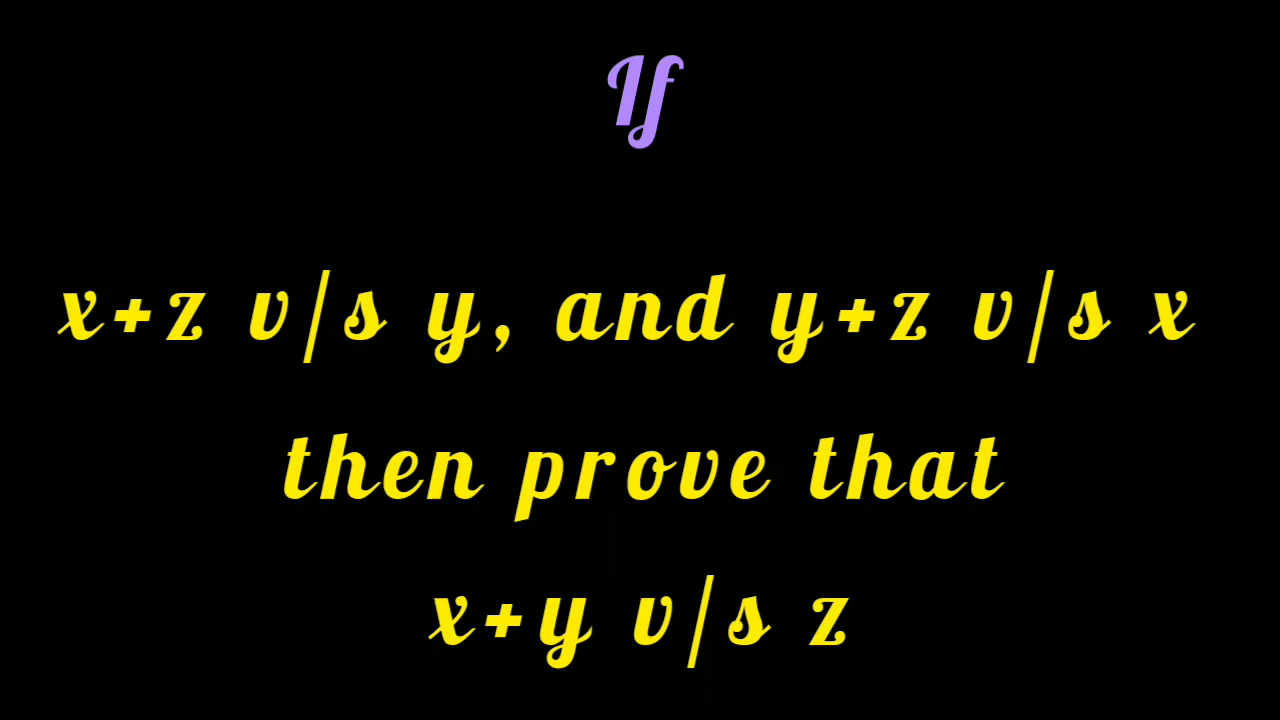 If
x+z v/s y, and y+z v/s x
then prove that
x+y v/s z